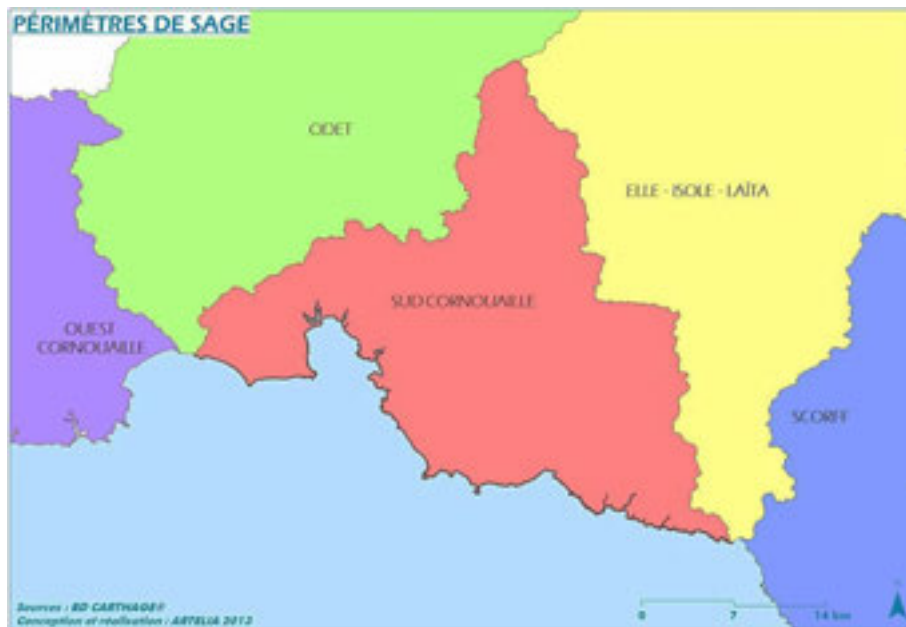 PÉRIMÈTRES DE SAGE
ODET
ELLE - ISOLE - LAÏTA
SUD CORNOUAILLE
OUEST
CORNOUAILLE
SCORFF
Sources : BD CARTHAGE®
Conception et réalisation : ARTELIA 2012
0 7 14 km